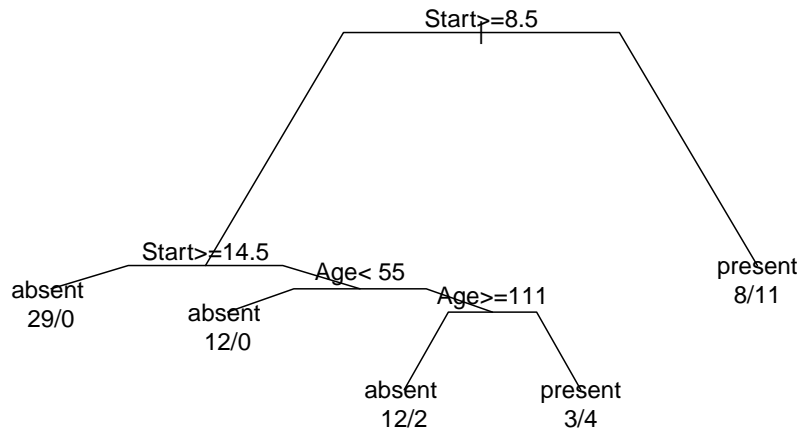 Start>=8.5
Start>=14.5
Age< 55
Age>=111
absent
29/0
absent
12/0
absent
12/2
present
3/4
present
8/11